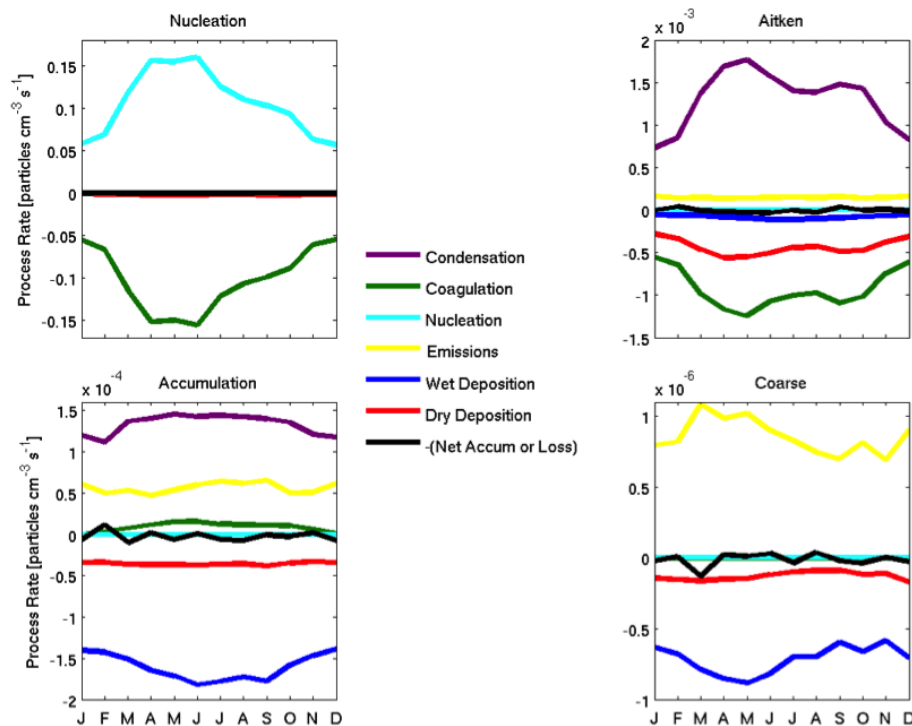 Nucleation
0.15
0.1
0.05
0
-0.05
-0.1
-0.15
Process Rate [particles cm⁻³ s⁻¹]
Aitken
x 10⁻³
2
1.5
1
0.5
0
-0.5
-1
-1.5
Condensation
Coagulation
Nucleation
Emissions
Wet Deposition
Dry Deposition
-(Net Accum or Loss)
Accumulation
x 10⁻⁴
1.5
1
0.5
0
-0.5
-1
-1.5
-2
Process Rate [particles cm⁻³ s⁻¹]
J F M A M J J A S O N D
Coarse
x 10⁻⁶
1
0.5
0
-0.5
-1
J F M A M J J A S O N D